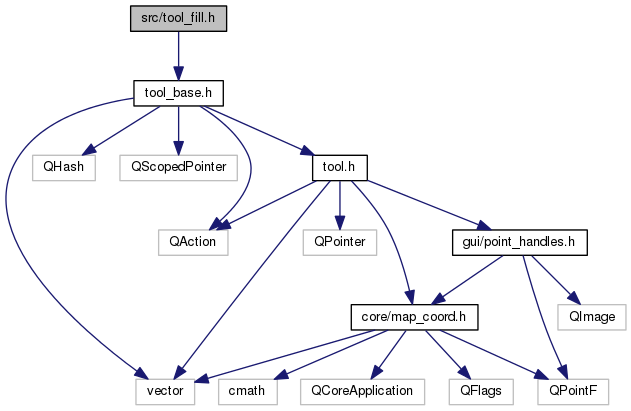 src/tool_fill.h
tool_base.h
QHash
QScopedPointer
tool.h
QAction
QPointer
gui/point_handles.h
core/map_coord.h
QImage
vector
cmath
QCoreApplication
QFlags
QPointF